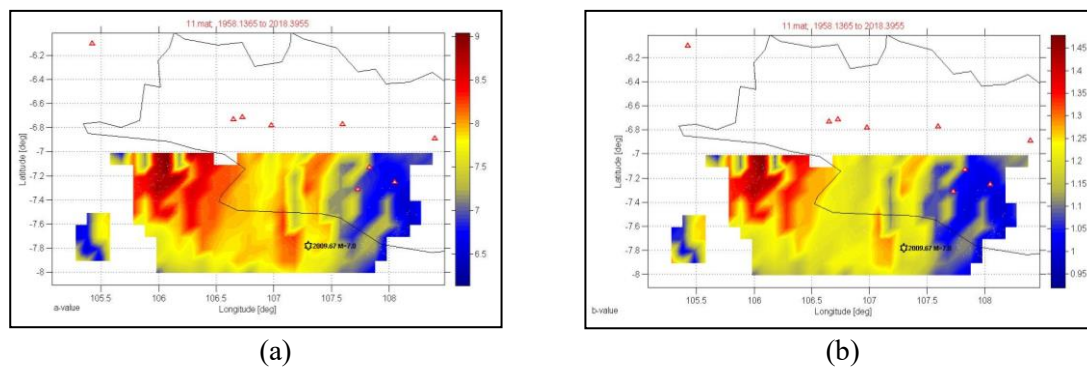 11.mat; 1958.1365 to 2018.3955
-6.2
-6.4
-6.6
-6.8
-7
-7.2
-7.4
-7.6
-7.8
-8
Latitude [deg]
2009.67 M=7.0
105.5 106 106.5 107 107.5 108
Longitude [deg]
a-value
9
8.5
8
7.5
7
6.5
(a)
11.mat; 1958.1365 to 2018.3955
-6.2
-6.4
-6.6
-6.8
-7
-7.2
-7.4
-7.6
-7.8
-8
Latitude [deg]
2009.67 M=7.0
105.5 106 106.5 107 107.5 108
Longitude [deg]
b-value
1.45
1.4
1.35
1.3
1.25
1.2
1.15
1.1
1.05
1
0.95
(b)